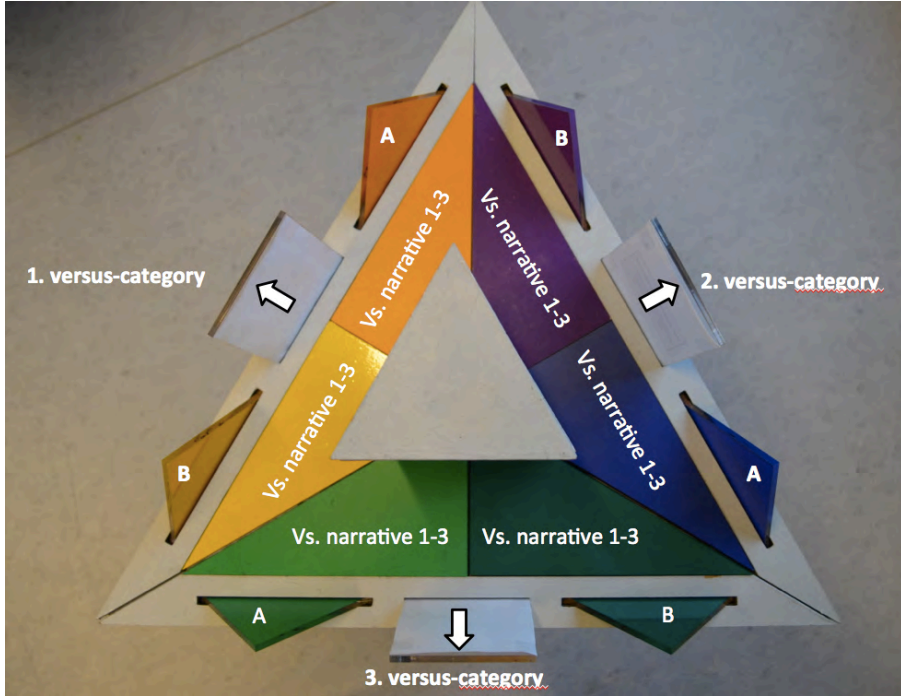 A
B
Vs. narrative 1-3
Vs. narrative 1-3
1. versus-category
2. versus-category
Vs. narrative 1-3
Vs. narrative 1-3
B
A
Vs. narrative 1-3
Vs. narrative 1-3
A
B
3. versus-category